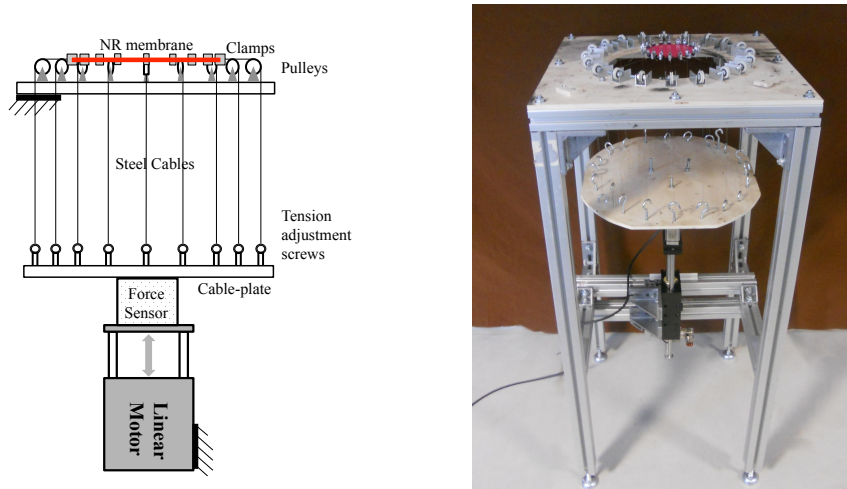 NR membrane
Clamps
Pulleys
Steel Cables
Tension
adjustment
screws
Cable-plate
Force
Sensor
Linear
Motor